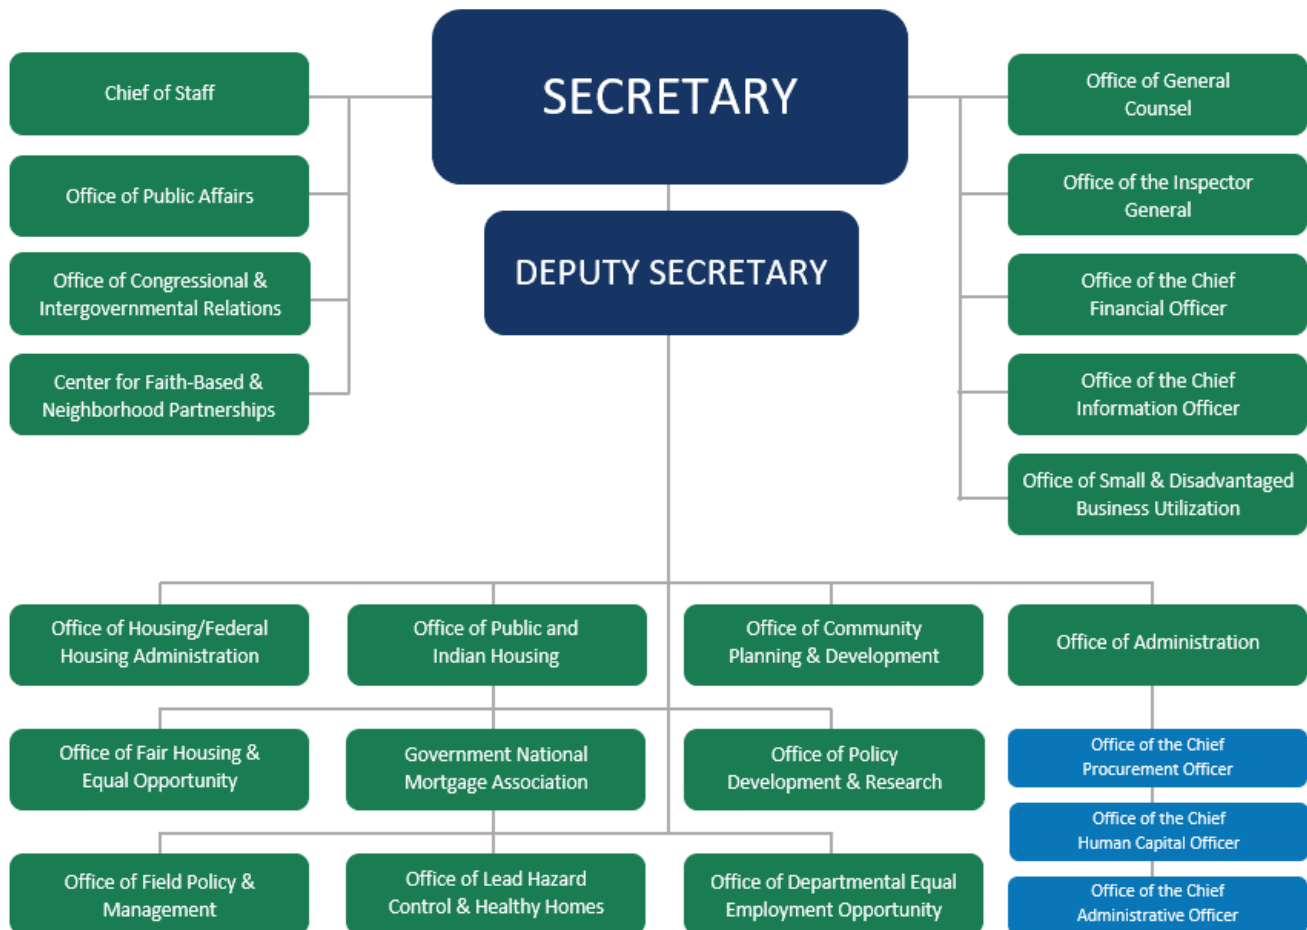 SECRETARY
DEPUTY SECRETARY
Chief of Staff
Office of Public Affairs
Office of Congressional &
Intergovernmental Relations
Center for Faith-Based &
Neighborhood Partnerships
Office of General
Counsel
Office of the Inspector
General
Office of the Chief
Financial Officer
Office of the Chief
Information Officer
Office of Small & Disadvantaged
Business Utilization
Office of Housing/Federal
Housing Administration
Office of Public and
Indian Housing
Office of Community
Planning & Development
Office of Administration
Office of Fair Housing &
Equal Opportunity
Government National
Mortgage Association
Office of Policy
Development & Research
Office of the Chief
Procurement Officer
Office of the Chief
Human Capital Officer
Office of Field Policy &
Management
Office of Lead Hazard
Control & Healthy Homes
Office of Departmental Equal
Employment Opportunity
Office of the Chief
Administrative Officer